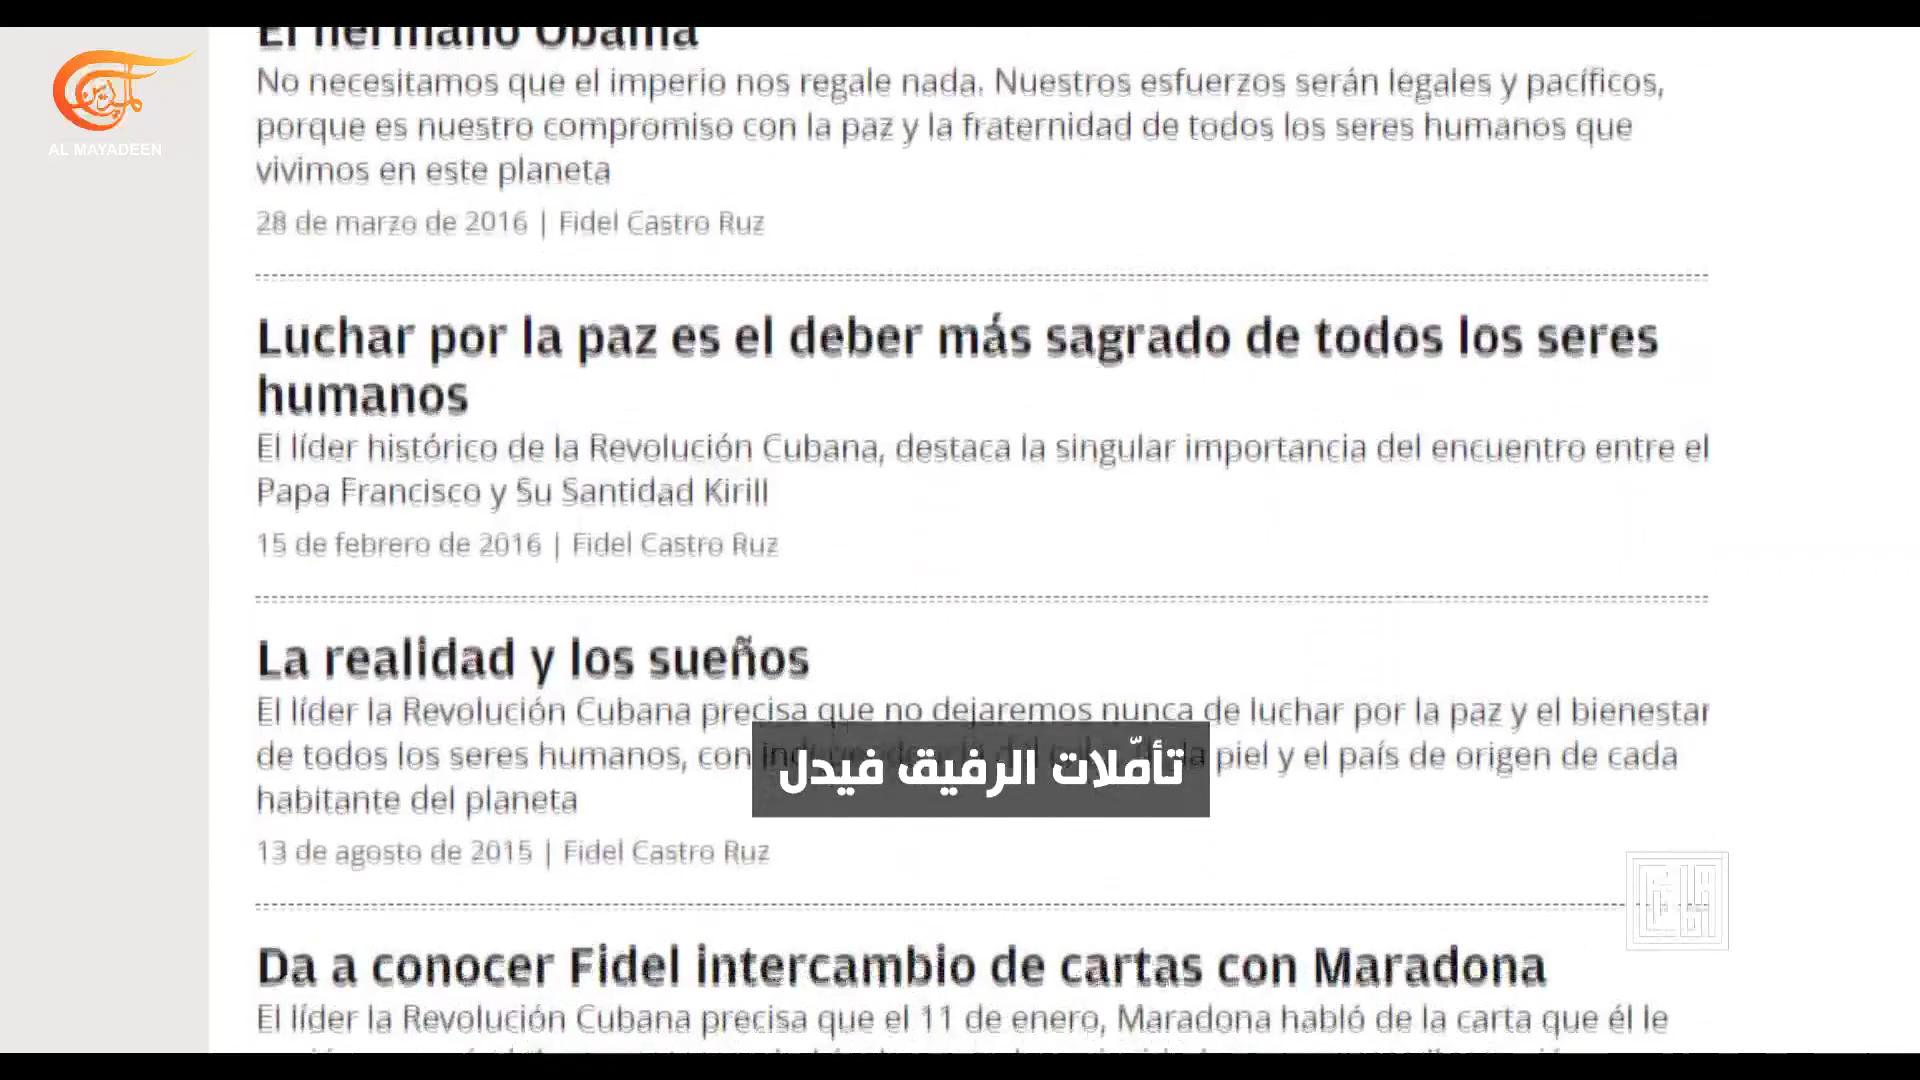 El hermano Obama
AL MAYADEEN
No necesitamos que el imperio nos regale nada. Nuestros esfuerzos serán legales y pacíficos,
porque es nuestro compromiso con la paz y la fraternidad de todos los seres humanos que
vivimos en este planeta
28 de marzo de 2016 | Fidel Castro Ruz
Luchar por la paz es el deber más sagrado de todos los seres
humanos
El líder histórico de la Revolución Cubana, destaca la singular importancia del encuentro entre el
Papa Francisco y Su Santidad Kirill
15 de febrero de 2016 | Fidel Castro Ruz
La realidad y los sueños
El líder la Revolución Cubana precisa que no dejaremos nunca de luchar por la paz y el bienestar
de todos los seres humanos, con la piel y el país de origen de cada
تأمّلات الرفيق فيدل
habitante del planeta
13 de agosto de 2015 | Fidel Castro Ruz
Da a conocer Fidel intercambio de cartas con Maradona
El líder la Revolución Cubana precisa que el 11 de enero, Maradona habló de la carta que él le